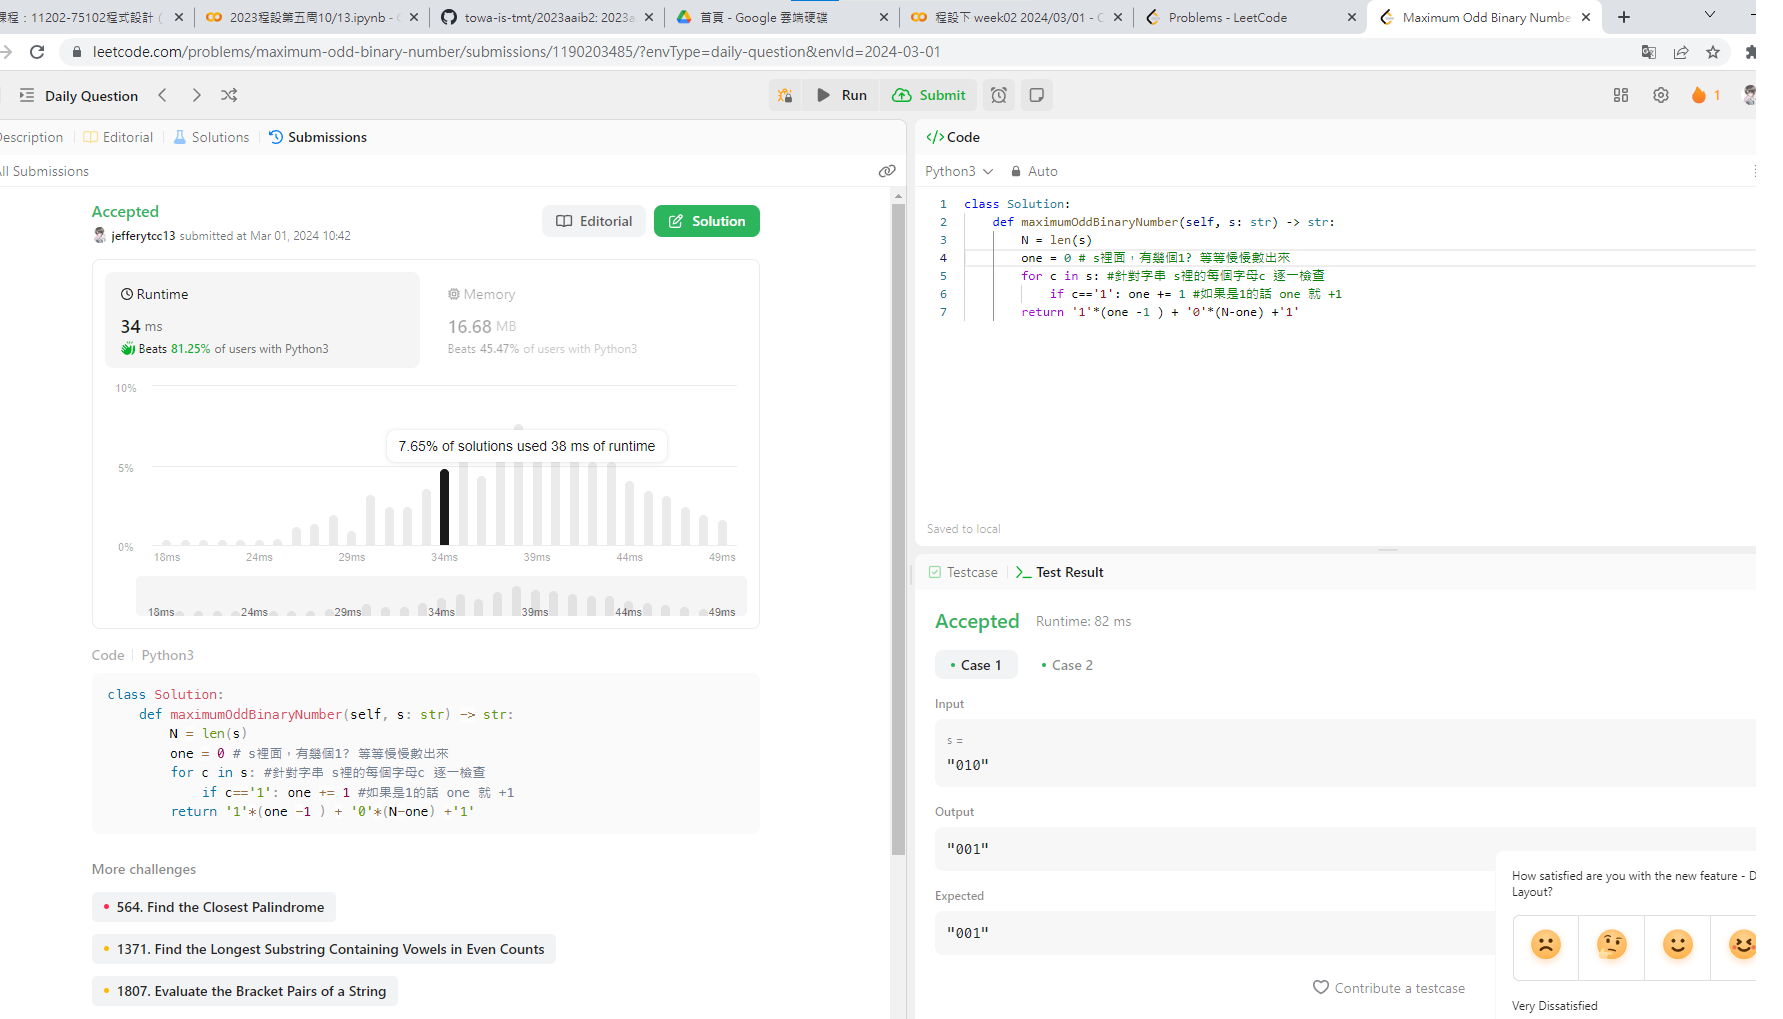 課程:11202-75102程式設計 (
2023程設第五周10/13.ipynb - 
towa-is-tmt/2023aaib2: 2023a
首頁 - Google 雲端硬碟
程設下 week02 2024/03/01 - C
Problems - LeetCode
Maximum Odd Binary Numbe
leetcode.com/problems/maximum-odd-binary-number/submissions/1190203485/?envType=daily-question&envId=2024-03-01
Daily Question
Run
Submit
1
Description
Editorial
Solutions
Submissions
All Submissions
Accepted
jefferytcc13 submitted at Mar 01, 2024 10:42
Editorial
Solution
Runtime
34 ms
Beats 81.25% of users with Python3
Memory
16.68 MB
Beats 45.47% of users with Python3
10%
7.65% of solutions used 38 ms of runtime
5%
0%
18ms 24ms 29ms 34ms 39ms 44ms 49ms
18ms 24ms 29ms 34ms 39ms 44ms 49ms
Code
Python3
class Solution:
def maximumOddBinaryNumber(self, s: str) -> str:
N = len(s)
one = 0 # s裡面,有幾個1? 等等慢慢數出來
for c in s: #針對字串 s裡的每個字母c 逐一檢查
if c=='1': one += 1 #如果是1的話 one 就 +1
return '1'*(one -1 ) + '0'*(N-one) +'1'
More challenges
564. Find the Closest Palindrome
1371. Find the Longest Substring Containing Vowels in Even Counts
1807. Evaluate the Bracket Pairs of a String
Code
Python3
Auto
1 class Solution:
2 def maximumOddBinaryNumber(self, s: str) -> str:
3 N = len(s)
4 one = 0 # s裡面,有幾個1? 等等慢慢數出來
5 for c in s: #針對字串 s裡的每個字母c 逐一檢查
6 if c=='1': one += 1 #如果是1的話 one 就 +1
7 return '1'*(one -1 ) + '0'*(N-one) +'1'
Saved to local
Testcase
Test Result
Accepted
Runtime: 82 ms
Case 1
Case 2
Input
s =
"010"
Output
"001"
Expected
"001"
Contribute a testcase
How satisfied are you with the new feature - D
Layout?
Very Dissatisfied